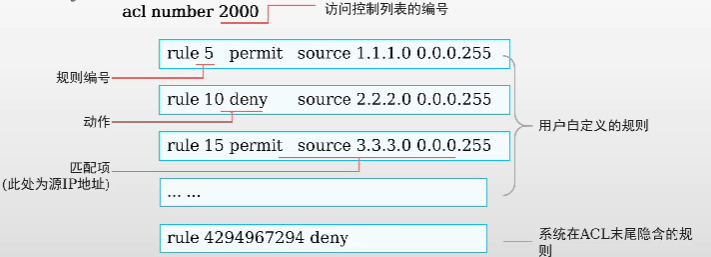 acl number 2000
访问控制列表的编号
rule 5 permit source 1.1.1.0 0.0.0.255
规则编号
rule 10 deny source 2.2.2.0 0.0.0.255
动作
用户自定义的规则
rule 15 permit source 3.3.3.0 0.0.0.255
匹配项
(此处为源IP地址)
... ...
rule 4294967294 deny
系统在ACL末尾隐含的规
则